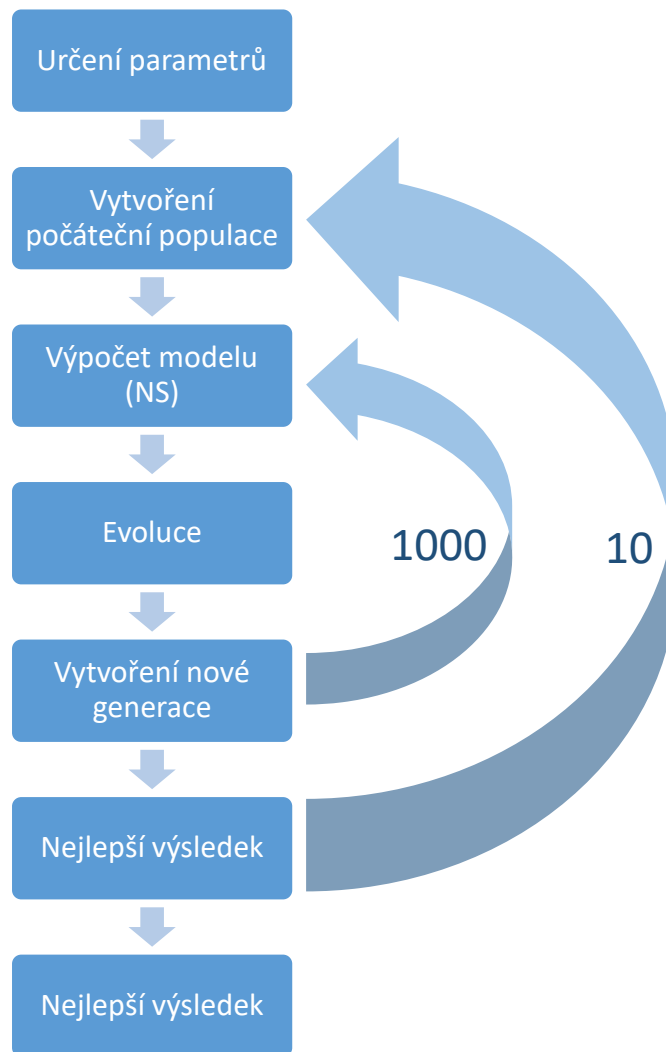 Určení parametrů
Vytvoření
počáteční populace
Výpočet modelu
(NS)
Evoluce
1000
10
Vytvoření nové
generace
Nejlepší výsledek
Nejlepší výsledek